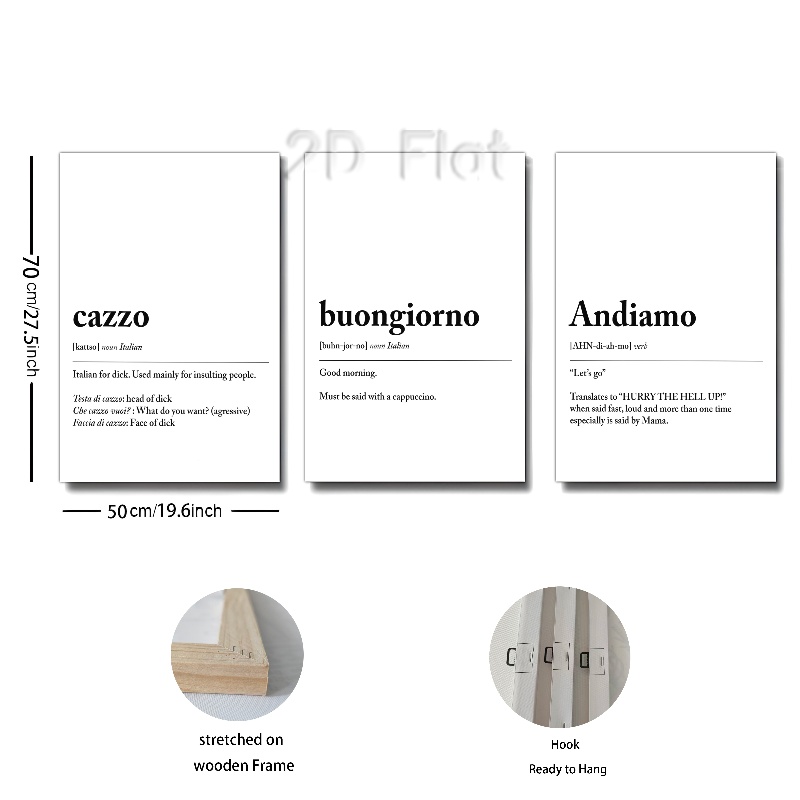 2D Flat
cazzo
[kattso] noun Italian
Italian for dick. Used mainly for insulting people.
Testa di cazzo: head of dick
Che cazzo vuoi? : What do you want? (agressive)
Faccia di cazzo: Face of dick
buongiorno
[buhn-jor-no] noun Italian
Good morning.
Must be said with a cappuccino.
Andiamo
[AHN-di-ah-mo] verb
“Let’s go”
Translates to “HURRY THE HELL UP!”
when said fast, loud and more than one time
especially is said by Mama.
70 cm/27.5inch
50cm/19.6inch
stretched on
wooden Frame
Hook
Ready to Hang